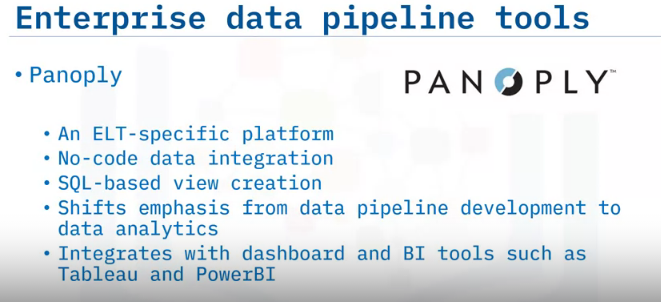 Enterprise data pipeline tools
• Panoply
PANOPLY™
• An ELT-specific platform
• No-code data integration
• SQL-based view creation
• Shifts emphasis from data pipeline development to
data analytics
• Integrates with dashboard and BI tools such as
Tableau and PowerBI